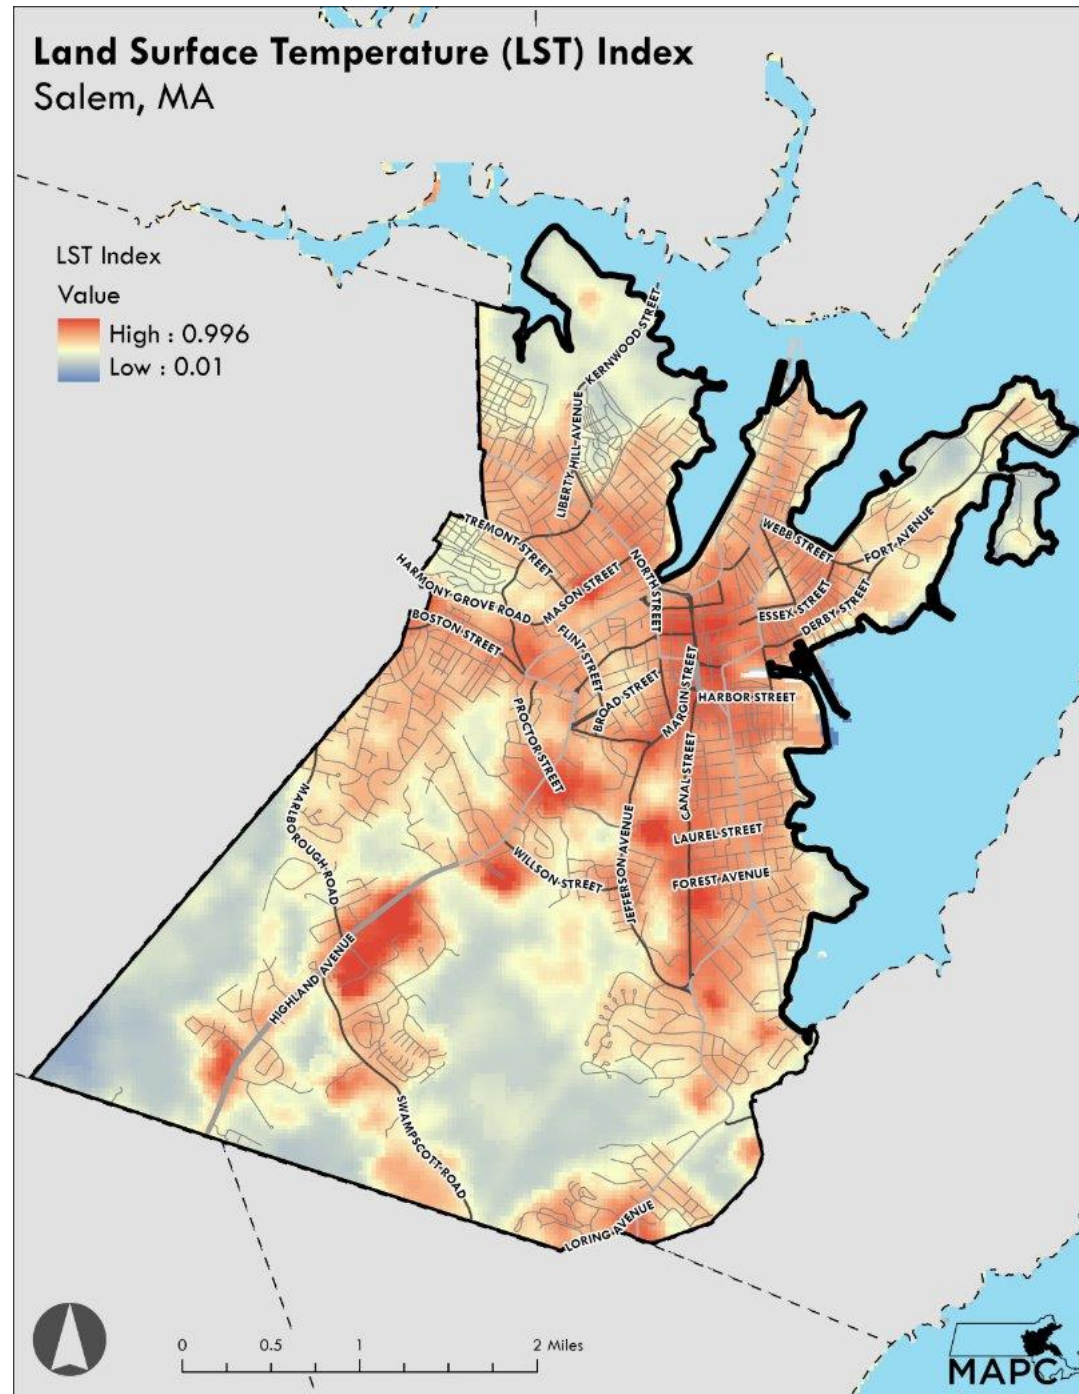 Land Surface Temperature (LST) Index
Salem, MA
LST Index
Value
High : 0.996
Low : 0.01
KERNWOOD STREET
LIBERTY HILL AVENUE
TREMONT STREET
HARMONY GROVE ROAD
MASON STREET
NORTH STREET
WEBB STREET
FORT AVENUE
ESSEX STREET
DERBY STREET
BOSTON STREET
FLINT STREET
BROAD STREET
MARGIN STREET
HARBOR STREET
PROCTOR STREET
CANAL STREET
MARLBOROUGH ROAD
LAUREL STREET
WILLSON STREET
JEFFERSON AVENUE
FOREST AVENUE
HIGHLAND AVENUE
SWAMPSCOTT ROAD
LORING AVENUE
0 0.5 1 2 Miles
MAPC